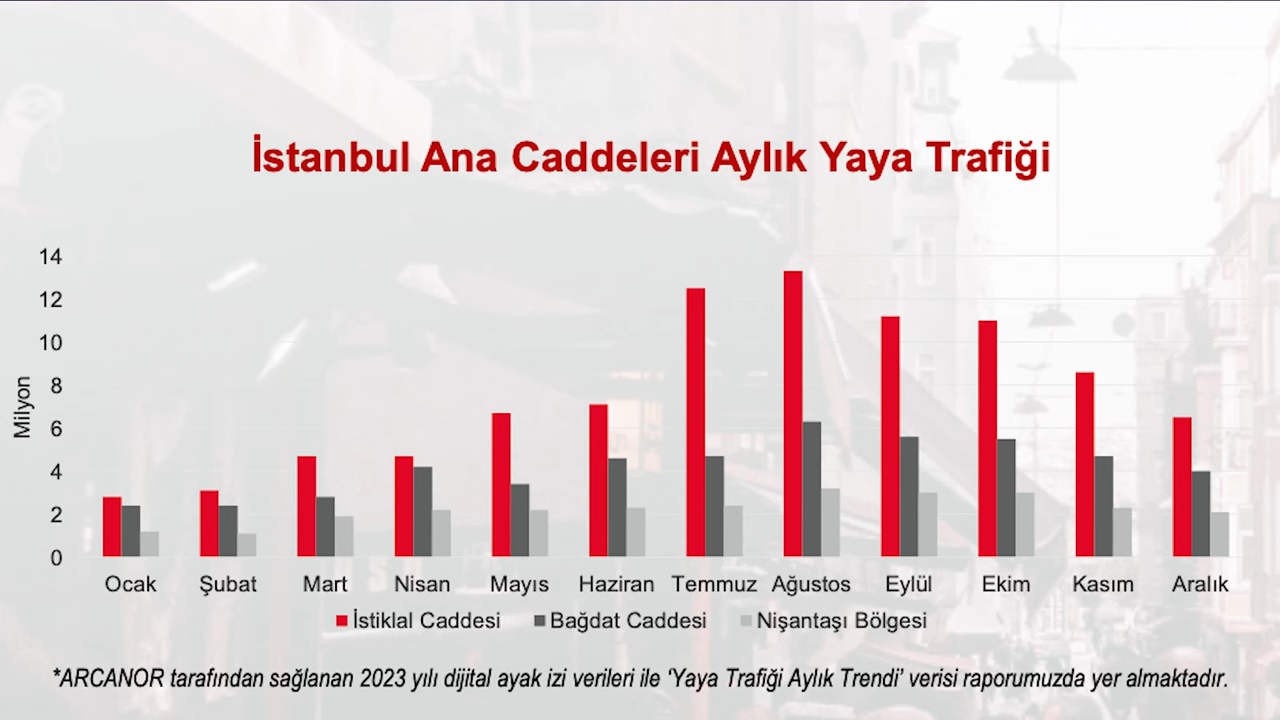 İstanbul Ana Caddeleri Aylık Yaya Trafiği
14
12
10
8
6
4
2
0
Milyon
Ocak Şubat Mart Nisan Mayıs Haziran Temmuz Ağustos Eylül Ekim Kasım Aralık
İstiklal Caddesi Bağdat Caddesi Nişantaşı Bölgesi
*ARCANOR tarafından sağlanan 2023 yılı dijital ayak izi verileri ile ‘Yaya Trafiği Aylık Trendi’ verisi raporumuzda yer almaktadır.